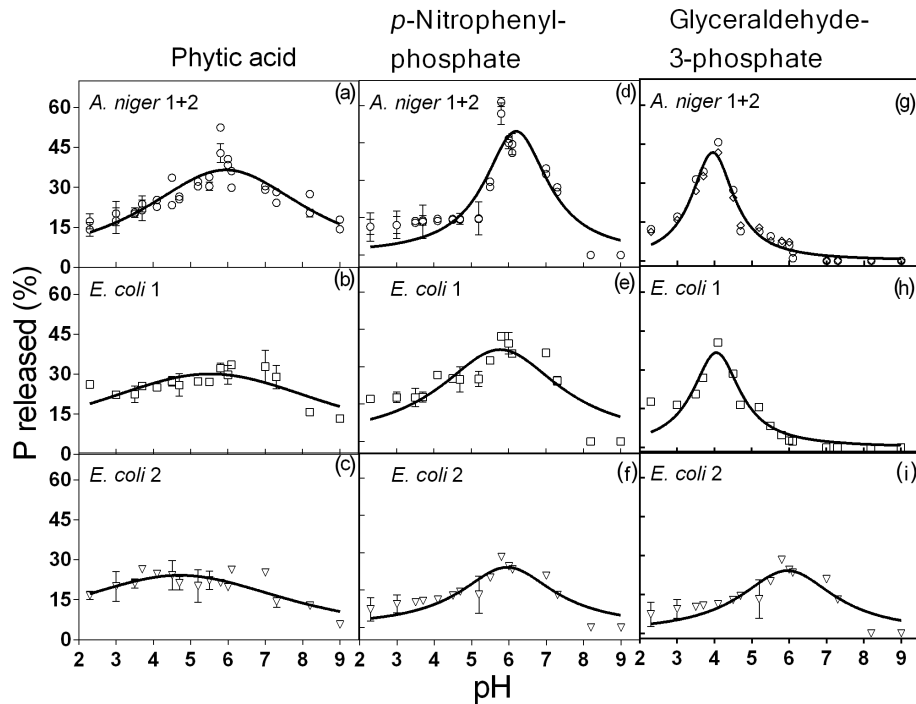 Phytic acid
p-Nitrophenyl-
phosphate
Glyceraldehyde-
3-phosphate
A. niger 1+2 (a)
A. niger 1+2 (d)
A. niger 1+2 (g)
60
45
30
15
0
E. coli 1 (b)
E. coli 1 (e)
E. coli 1 (h)
60
45
30
15
0
E. coli 2 (c)
E. coli 2 (f)
E. coli 2 (i)
60
45
30
15
0
P released (%)
2 3 4 5 6 7 8 9
2 3 4 5 6 7 8 9
2 3 4 5 6 7 8 9
pH